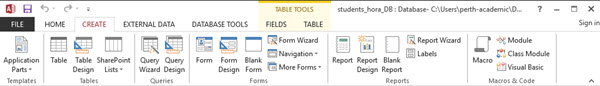 TABLE TOOLS
students_hora_DB : Database- C:\Users\perth-academic\D...
FILE HOME CREATE EXTERNAL DATA DATABASE TOOLS FIELDS TABLE Sign in
Application Parts
Templates
Table
Table Design
SharePoint Lists
Tables
Query Wizard
Query Design
Queries
Form
Form Design
Blank Form
Form Wizard
Navigation
More Forms
Forms
Report
Report Design
Blank Report
Report Wizard
Labels
Reports
Macro
Module
Class Module
Visual Basic
Macros & Code